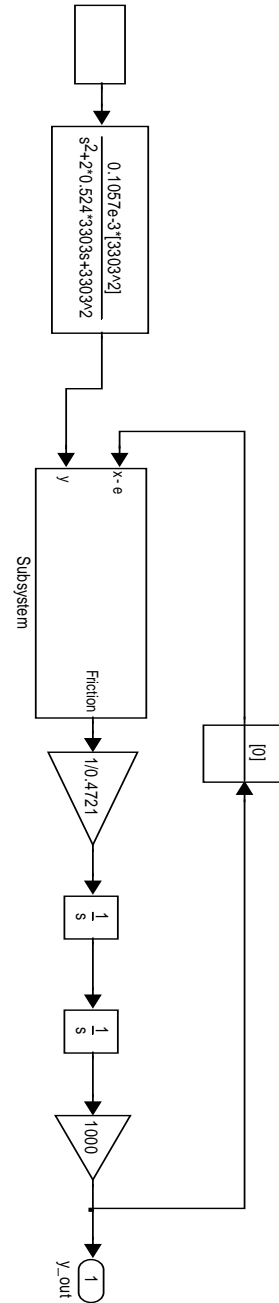 0.1057e-3*[3303^2]
s²+2*0.524*3303s+3303^2
x - e
y
Friction
Subsystem
1/0.4721
1
s
1
s
1000
1
y_out
[0]